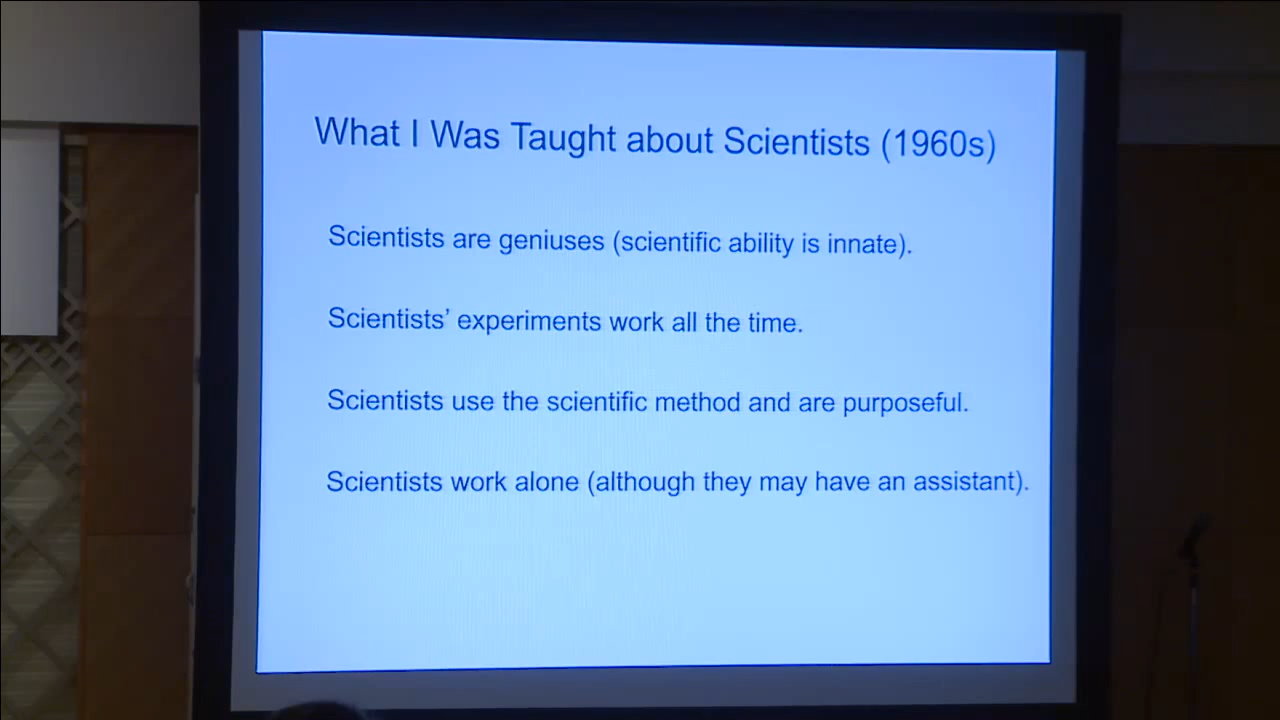 What I Was Taught about Scientists (1960s)
Scientists are geniuses (scientific ability is innate).
Scientists’ experiments work all the time.
Scientists use the scientific method and are purposeful.
Scientists work alone (although they may have an assistant).